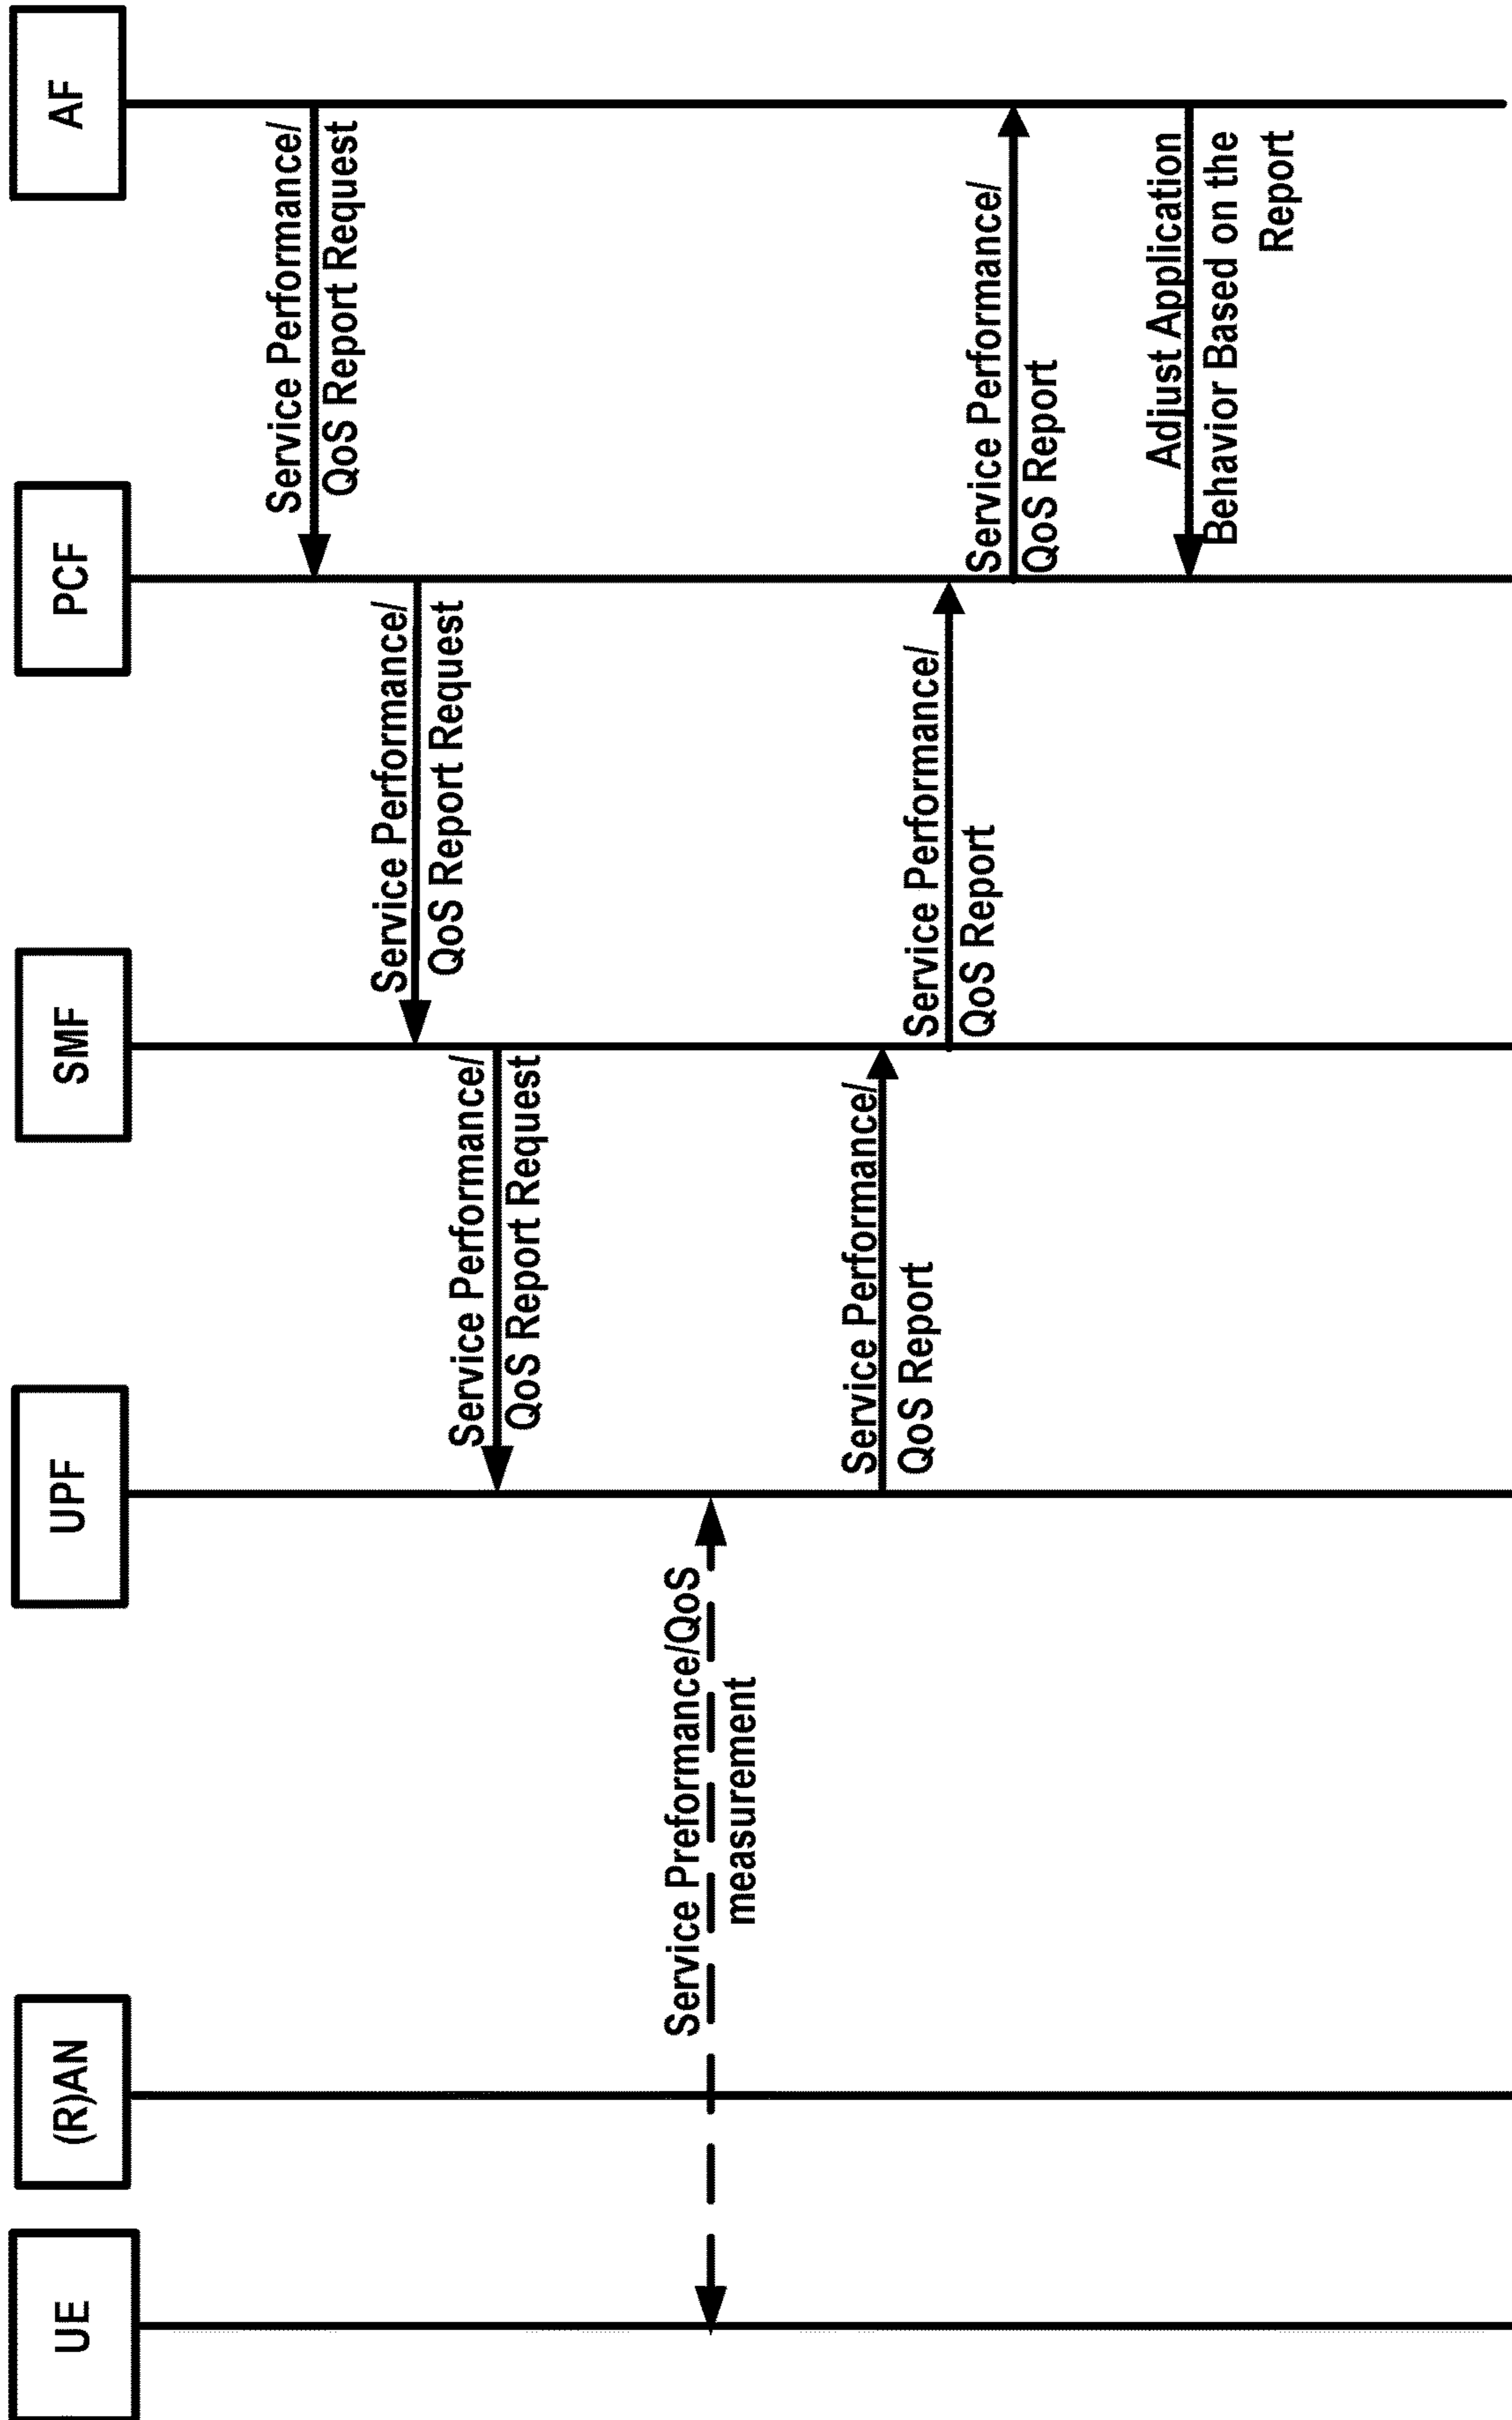 UE
(R)AN
UPF
SMF
PCF
AF
Service Performance/
QoS Report Request
Service Performance/
QoS Report Request
Service Performance/
QoS Report Request
Service Preformance/QoS
measurement
Service Performance/
QoS Report
Service Performance/
QoS Report
Service Performance/
QoS Report
Adjust Application
Behavior Based on the
Report